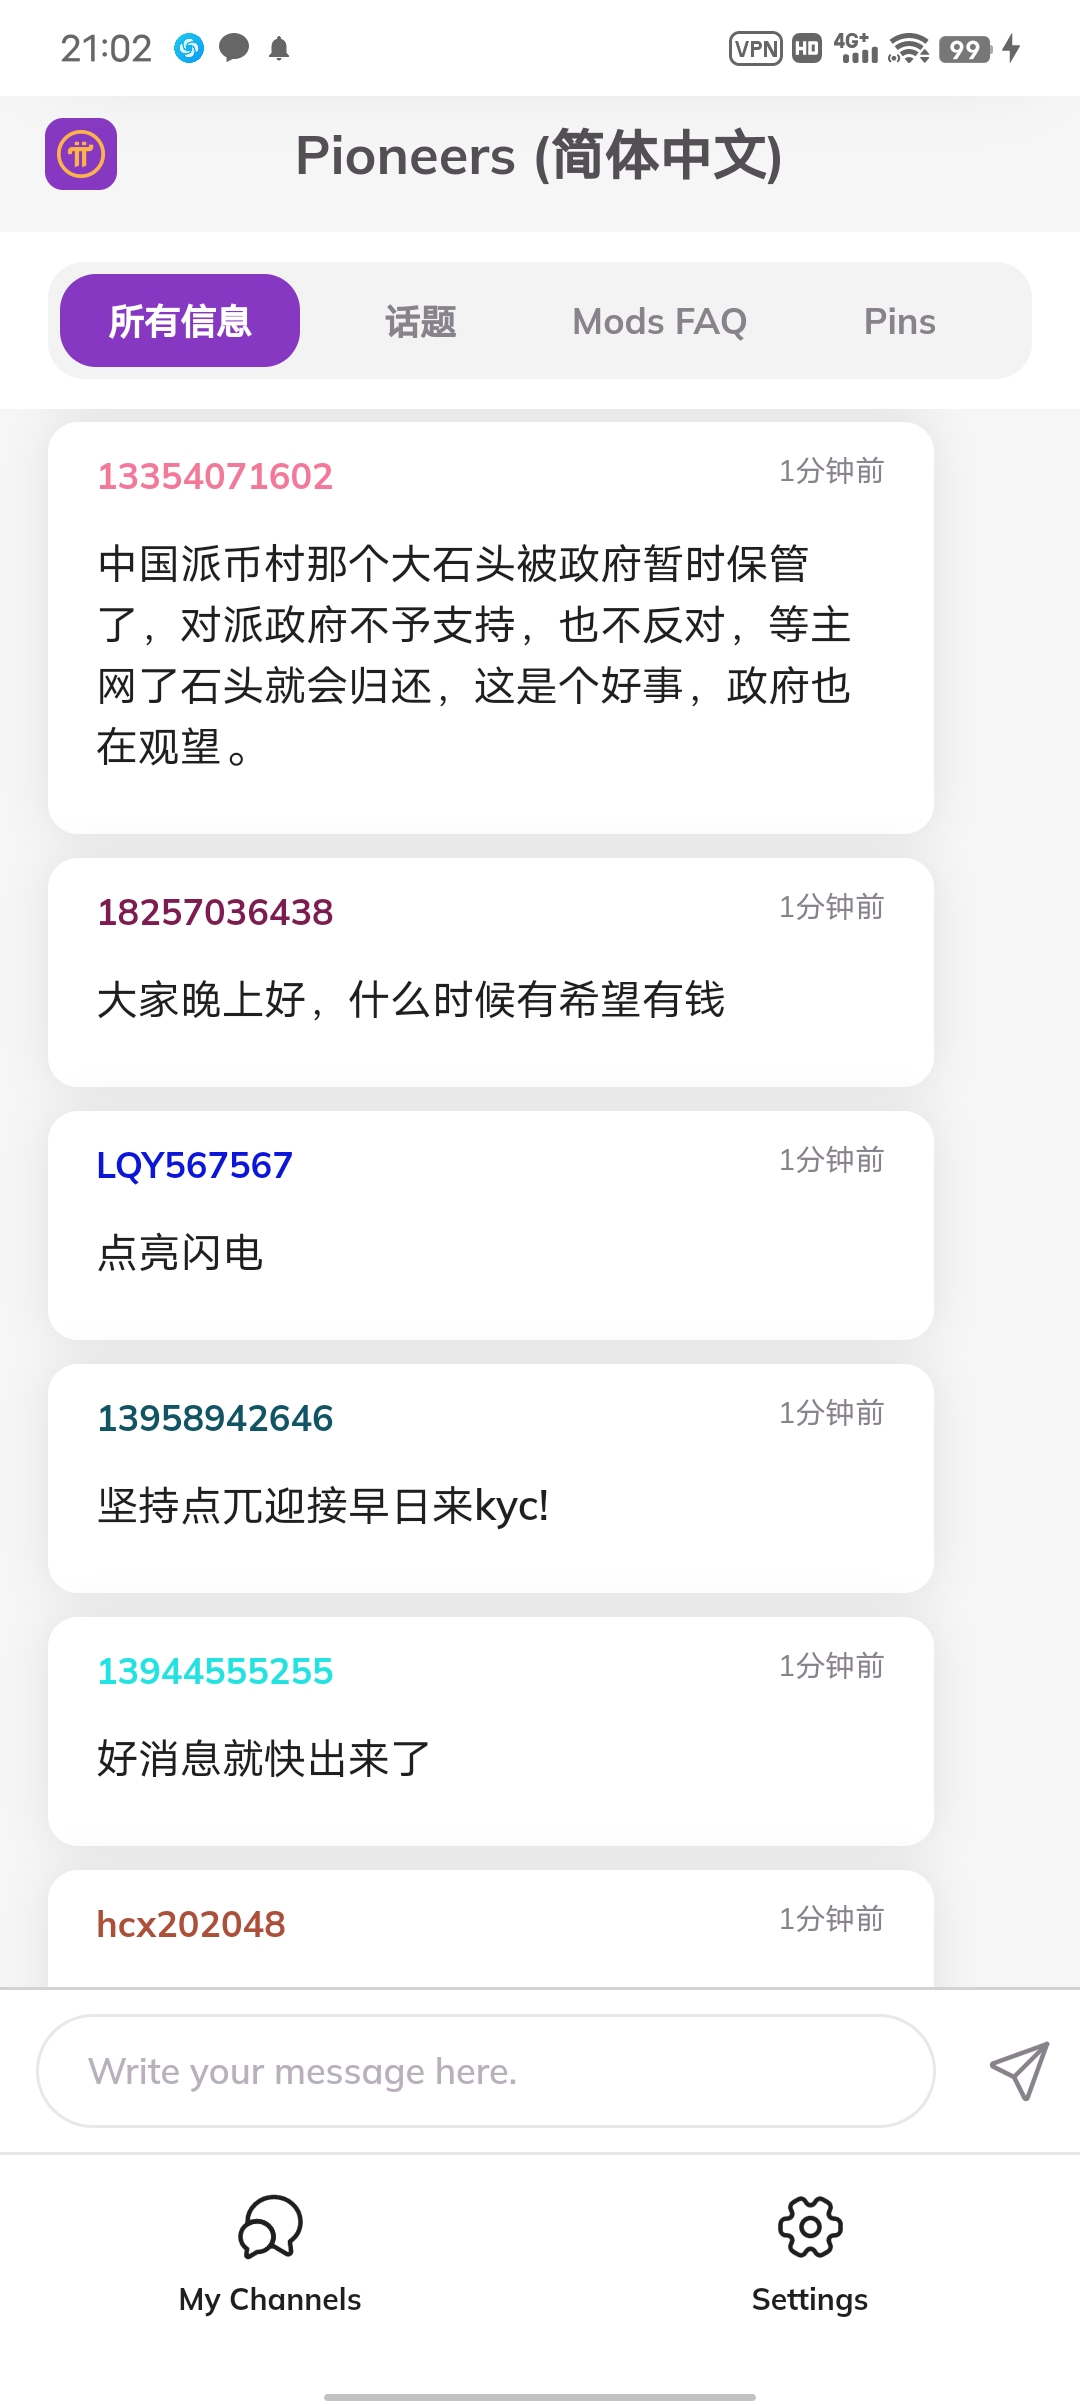 21:02
VPN HD 4G+ 99
Pioneers (简体中文)
所有信息 话题 Mods FAQ Pins
13354071602 1分钟前
中国派币村那个大石头被政府暂时保管
了，对派政府不予支持，也不反对，等主
网了石头就会归还，这是个好事，政府也
在观望。
18257036438 1分钟前
大家晚上好，什么时候有希望有钱
LQY567567 1分钟前
点亮闪电
13958942646 1分钟前
坚持点兀迎接早日来kyc!
13944555255 1分钟前
好消息就快出来了
hcx202048 1分钟前
Write your message here.
My Channels Settings